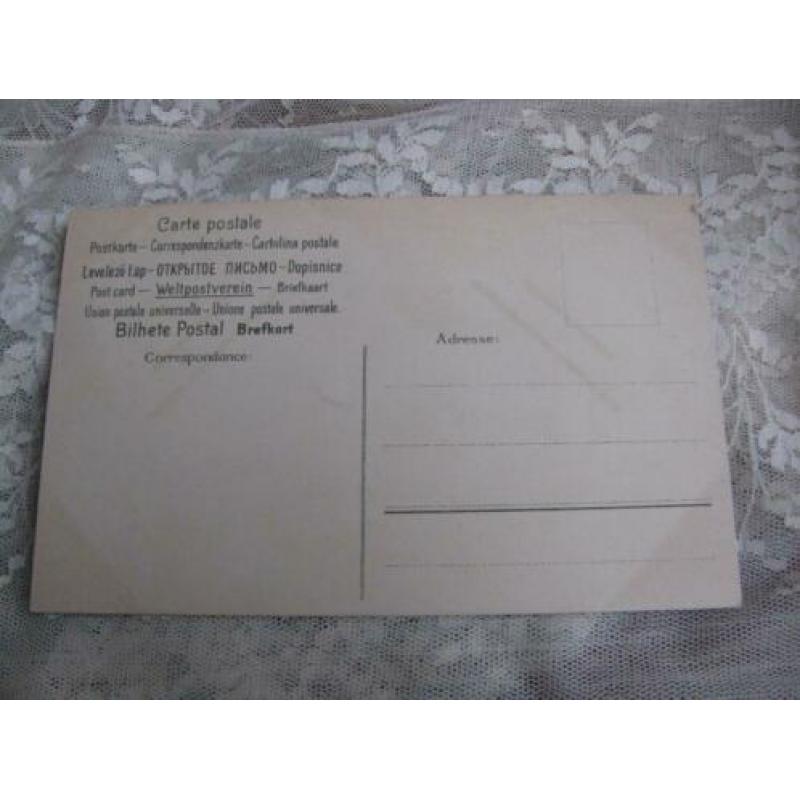 Carte postale
Postkarte – Correspondenzkarte – Cartolina postale
Levelező Lap – ОТКРЫТОЕ ПИСЬМО – Dopisnice
Post card — Weltpostverein — Briefkaart
Union postale universelle – Unione postale universale.
Bilhete Postal Brefkort
Correspondance:
Adresse: